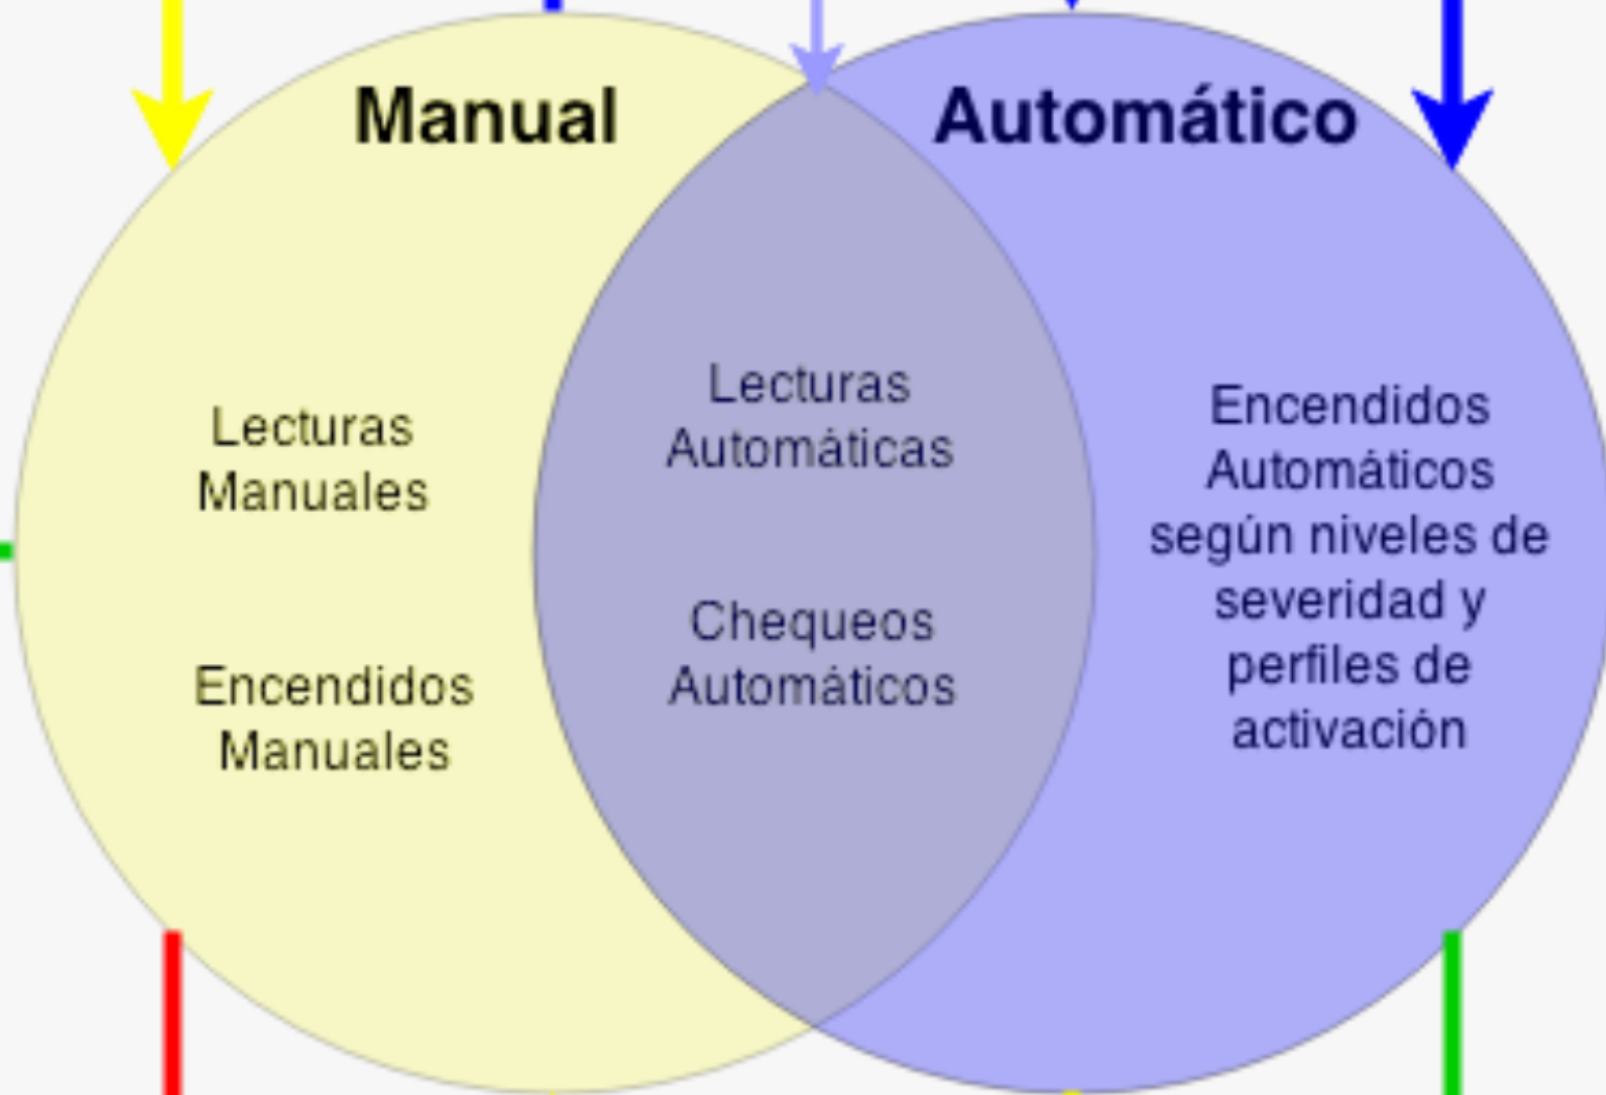 Manual
Automático
Lecturas
Manuales
Encendidos
Manuales
Lecturas
Automáticas
Chequeos
Automáticos
Encendidos
Automáticos
según niveles de
severidad y
perfiles de
activación